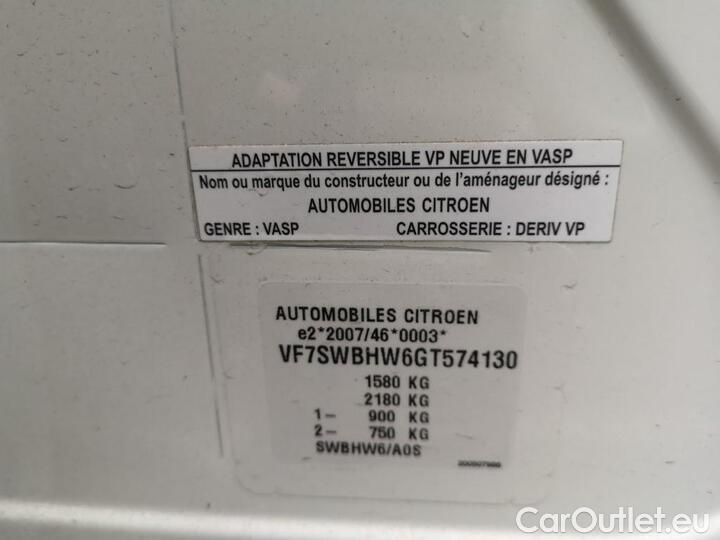 ADAPTATION REVERSIBLE VP NEUVE EN VASP
Nom ou marque du constructeur ou de l'aménageur désigné :
AUTOMOBILES CITROEN
GENRE : VASP CARROSSERIE : DERIV VP
AUTOMOBILES CITROEN
e2*2007/46*0003*
VF7SWBHW6GT574130
1580 KG
2180 KG
1– 900 KG
2– 750 KG
SWBHW6/A0S
CarOutlet.eu